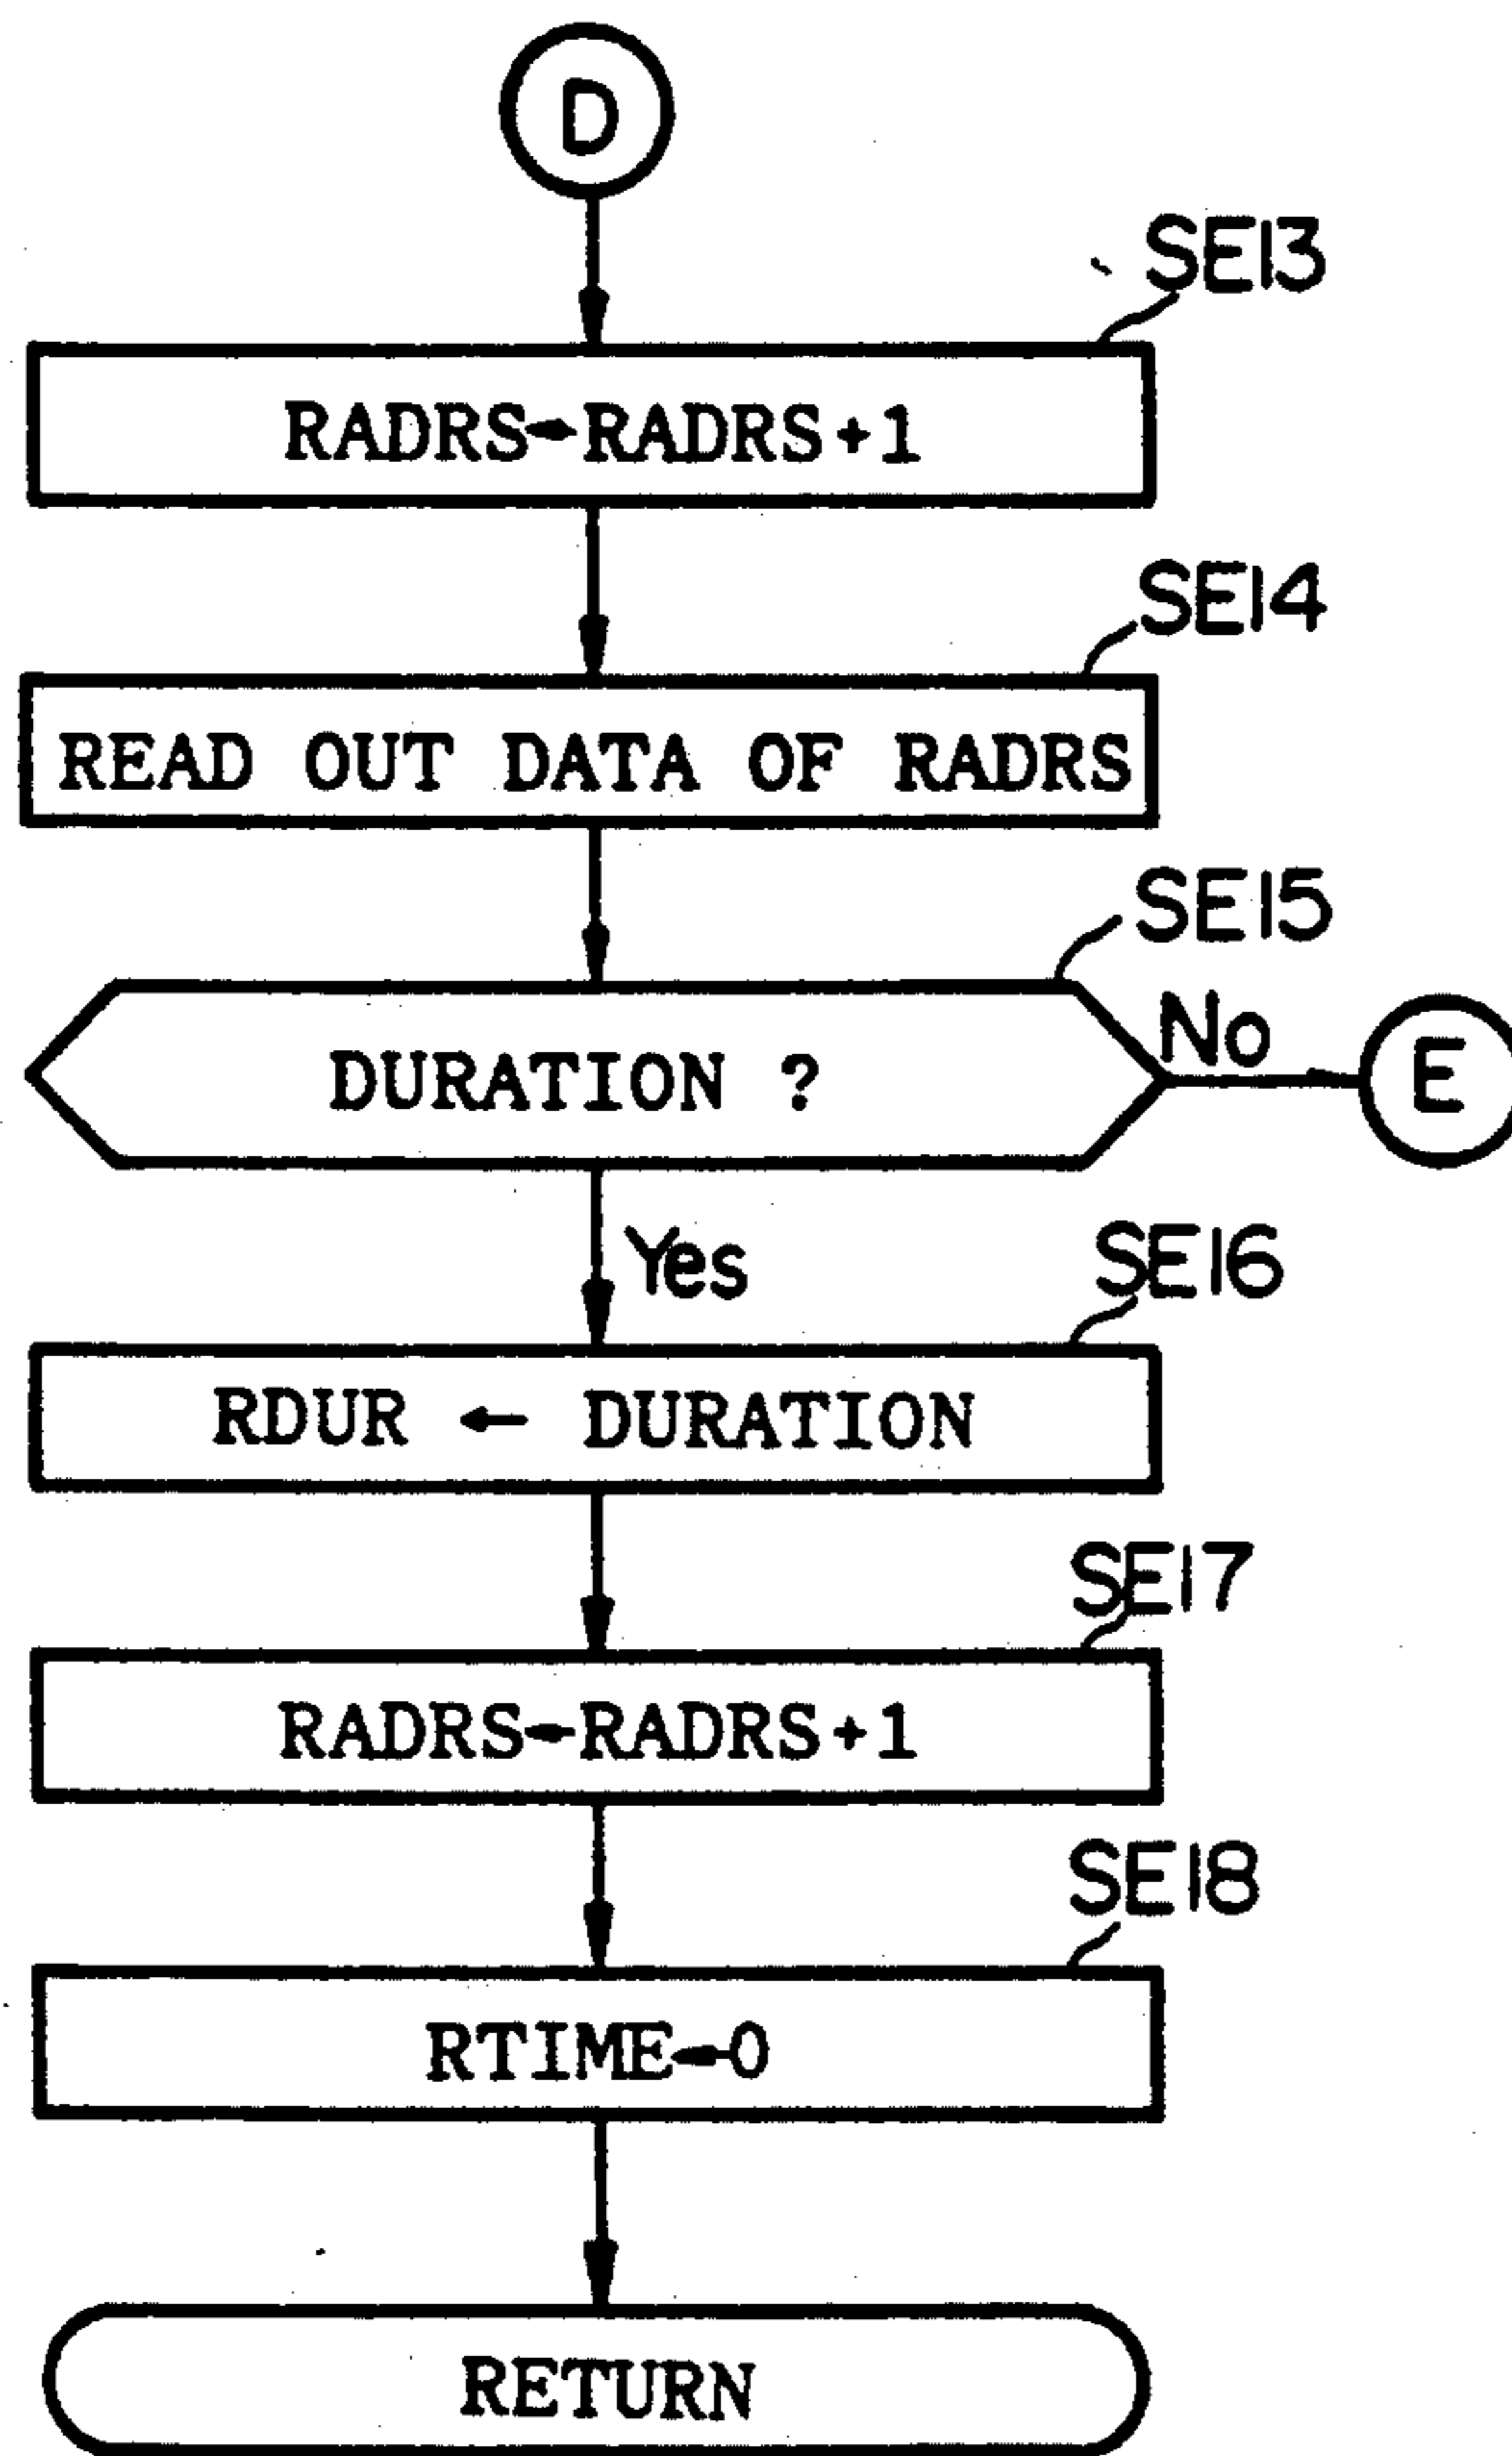 D
SE13
RADRS←RADRS+1
SE14
READ OUT DATA OF RADRS
SE15
DURATION ?
No
E
Yes
SE16
RDUR ← DURATION
SE17
RADRS←RADRS+1
SE18
RTIME←0
RETURN